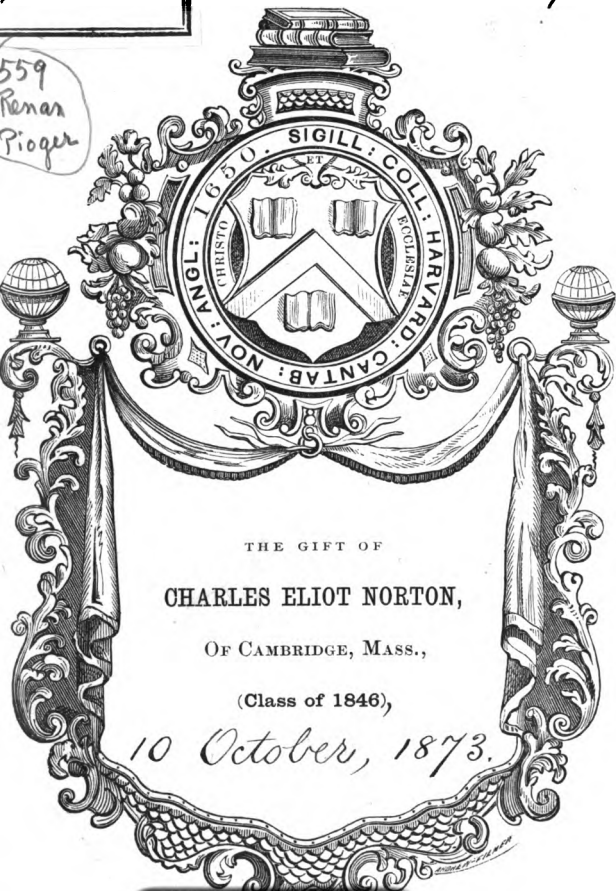 559
Renan
Pioger
SIGILL: COLL: HARVARD: CANTAB: NOV: ANGL: 1650.
CHRISTO
ET
ECCLESIAE
THE GIFT OF
CHARLES ELIOT NORTON,
OF CAMBRIDGE, MASS.,
(Class of 1846),
10 October, 1873.